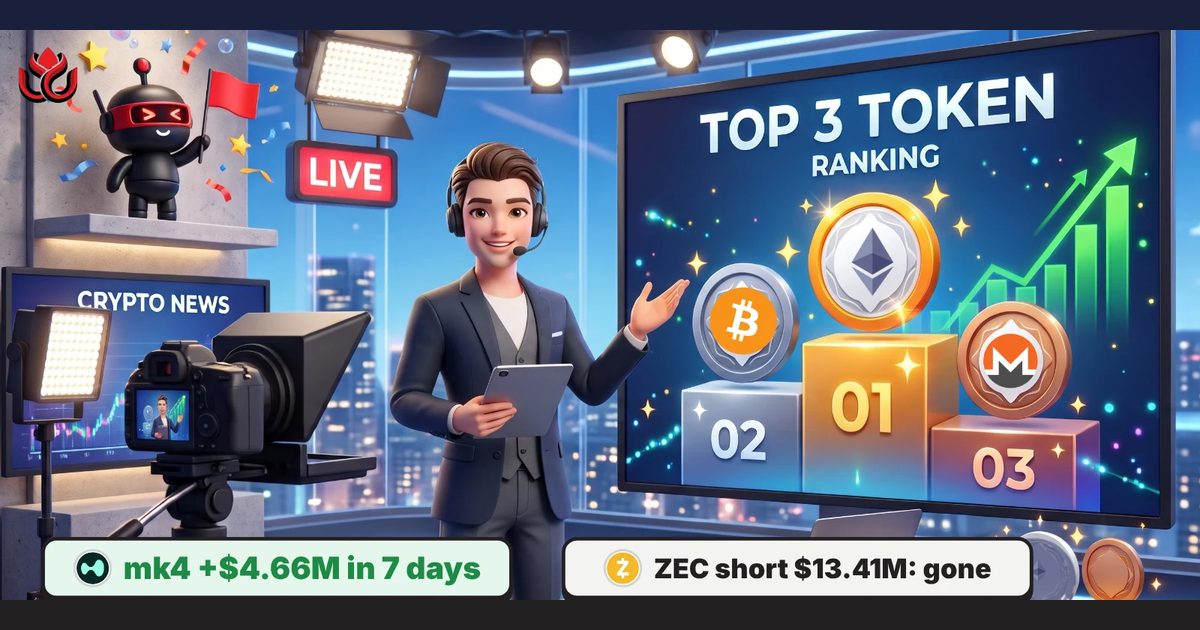 LIVE
CRYPTO NEWS
TOP 3 TOKEN
RANKING
02
01
03
mk4 +$4.66M in 7 days
ZEC short $13.41M: gone